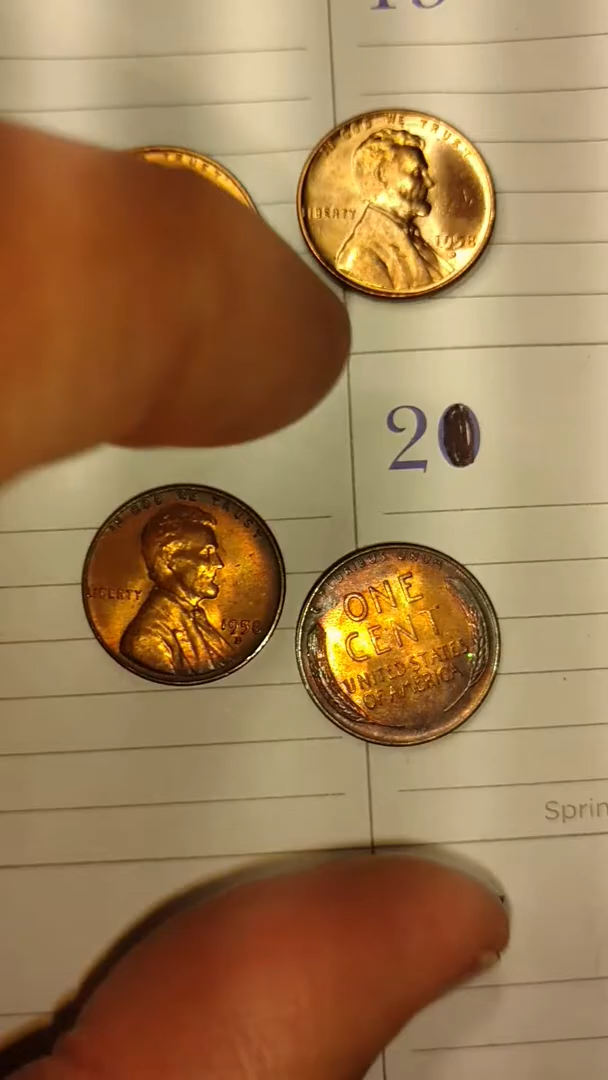 TRUST
IN GOD WE TRUST
LIBERTY
1958
D
20
IN GOD WE TRUST
LIBERTY
1958
D
ONE
CENT
UNITED STATES
OF AMERICA
Sprin